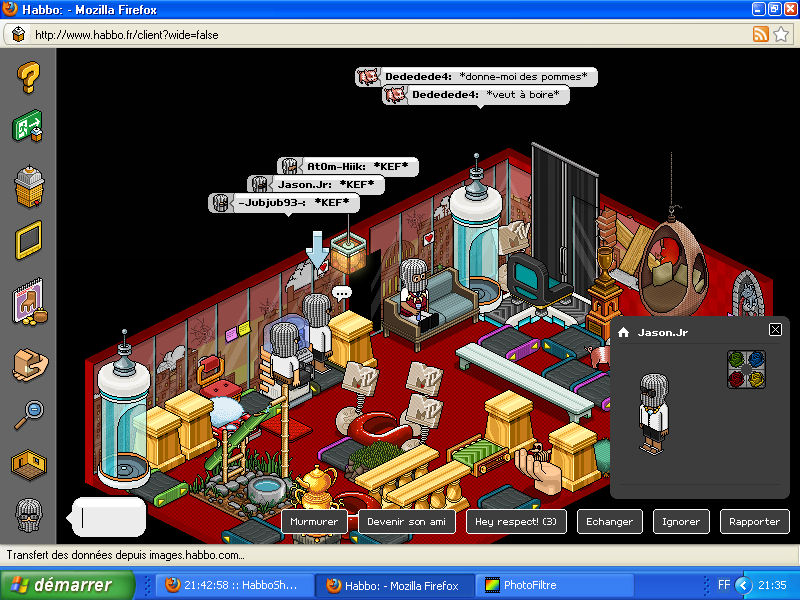 Habbo: - Mozilla Firefox
http://www.habbo.fr/client?wide=false
Dededede4: *donne-moi des pommes*
Dededede4: *veut à boire*
At0m-Hiik: *KEF*
Jason.Jr: *KEF*
-Jubjub93-: *KEF*
...
Jason.Jr
Murmurer
Devenir son ami
Hey respect! (3)
Echanger
Ignorer
Rapporter
Transfert des données depuis images.habbo.com...
démarrer
21:42:58 :: HabboSh...
Habbo: - Mozilla Firefox
PhotoFiltre
FF
21:35